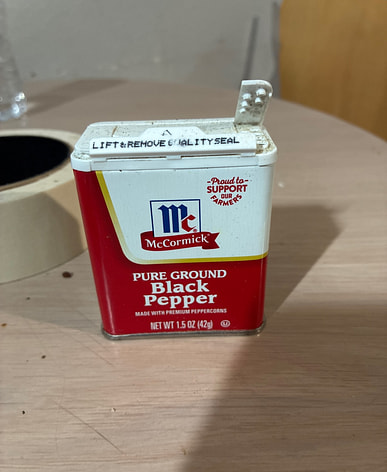 LIFT & REMOVE QUALITY SEAL
Proud to
SUPPORT
OUR
FARMERS
Mc
McCormick®
PURE GROUND
Black
Pepper
MADE WITH PREMIUM PEPPERCORNS
NET WT 1.5 OZ (42g) U